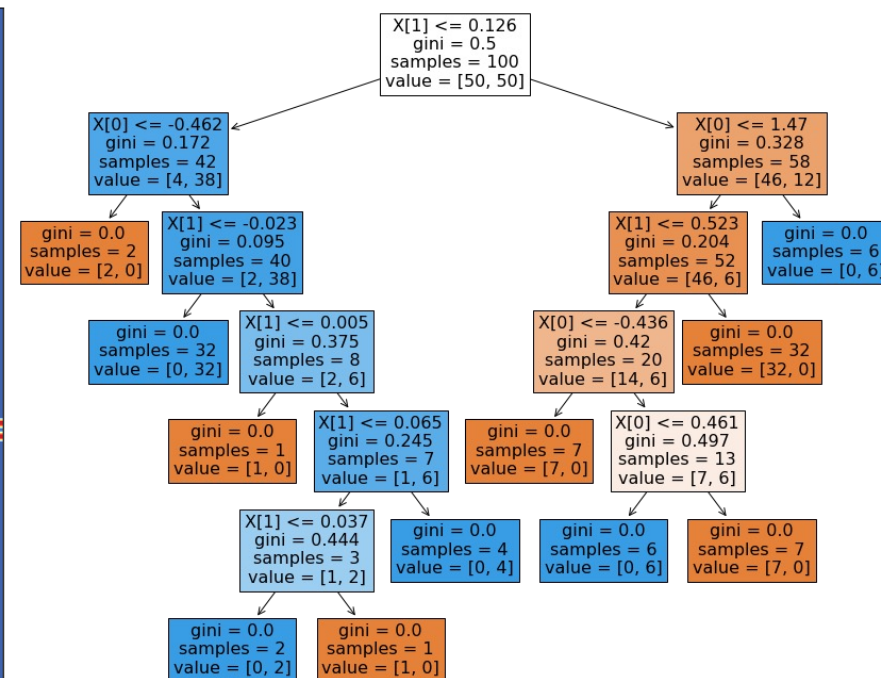 X[1] <= 0.126
gini = 0.5
samples = 100
value = [50, 50]
X[0] <= -0.462
gini = 0.172
samples = 42
value = [4, 38]
X[0] <= 1.47
gini = 0.328
samples = 58
value = [46, 12]
gini = 0.0
samples = 2
value = [2, 0]
X[1] <= -0.023
gini = 0.095
samples = 40
value = [2, 38]
X[1] <= 0.523
gini = 0.204
samples = 52
value = [46, 6]
gini = 0.0
samples = 6
value = [0, 6]
gini = 0.0
samples = 32
value = [0, 32]
X[1] <= 0.005
gini = 0.375
samples = 8
value = [2, 6]
X[0] <= -0.436
gini = 0.42
samples = 20
value = [14, 6]
gini = 0.0
samples = 32
value = [32, 0]
gini = 0.0
samples = 1
value = [1, 0]
X[1] <= 0.065
gini = 0.245
samples = 7
value = [1, 6]
gini = 0.0
samples = 7
value = [7, 0]
X[0] <= 0.461
gini = 0.497
samples = 13
value = [7, 6]
X[1] <= 0.037
gini = 0.444
samples = 3
value = [1, 2]
gini = 0.0
samples = 4
value = [0, 4]
gini = 0.0
samples = 6
value = [0, 6]
gini = 0.0
samples = 7
value = [7, 0]
gini = 0.0
samples = 2
value = [0, 2]
gini = 0.0
samples = 1
value = [1, 0]